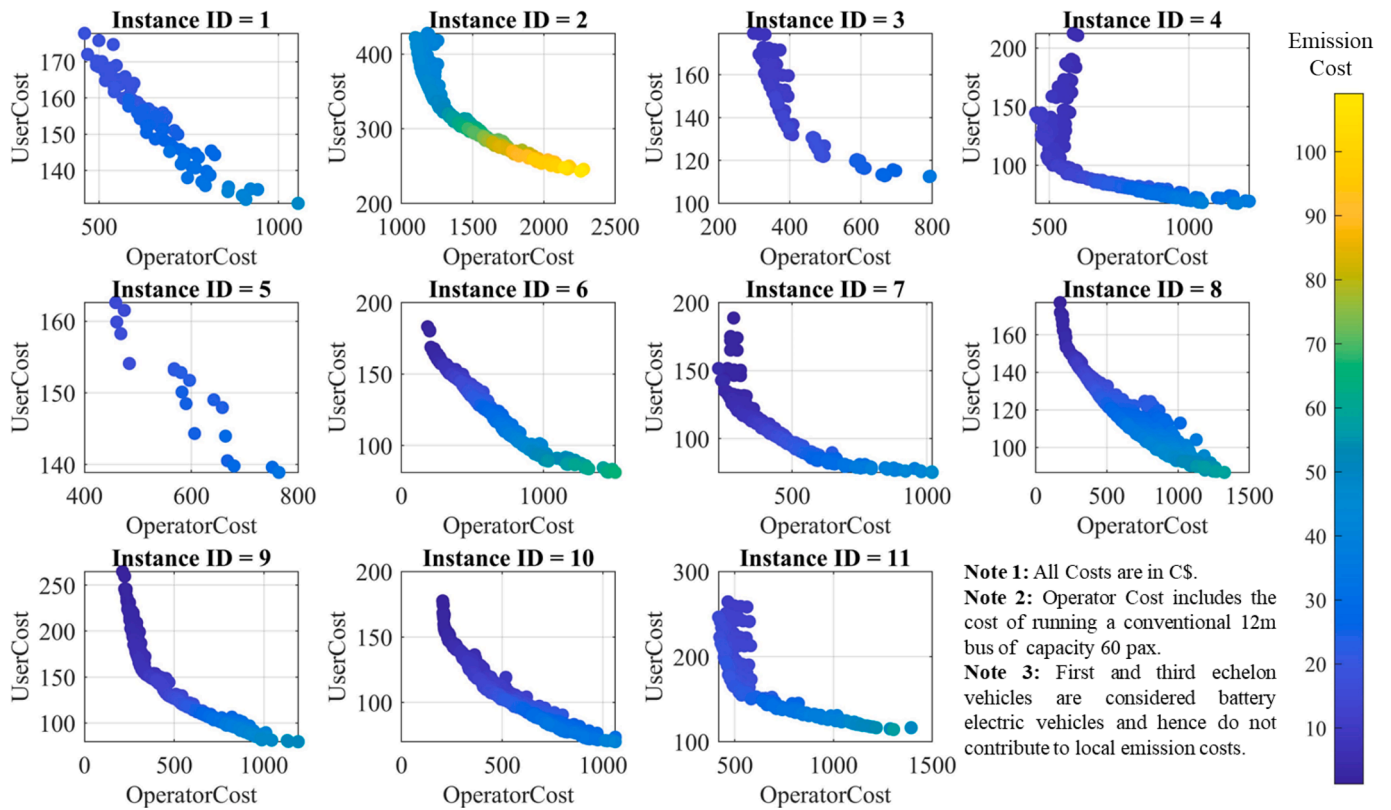 Instance ID = 1
UserCost
170
160
150
140
500
1000
OperatorCost
Instance ID = 2
UserCost
400
300
200
1000
1500
2000
2500
OperatorCost
Instance ID = 3
UserCost
180
160
140
120
100
200
400
600
800
OperatorCost
Instance ID = 4
UserCost
200
150
100
500
1000
OperatorCost
Emission
Cost
100
90
80
70
60
50
40
30
20
10
Instance ID = 5
UserCost
160
150
140
400
600
800
OperatorCost
Instance ID = 6
UserCost
200
150
100
0
1000
OperatorCost
Instance ID = 7
UserCost
200
150
100
50
500
1000
OperatorCost
Instance ID = 8
UserCost
160
140
120
100
0
500
1000
1500
OperatorCost
Instance ID = 9
UserCost
250
200
150
100
0
500
1000
OperatorCost
Instance ID = 10
UserCost
200
150
100
0
500
1000
OperatorCost
Instance ID = 11
UserCost
300
200
100
500
1000
1500
OperatorCost
Note 1: All Costs are in C$.
Note 2: Operator Cost includes the
cost of running a conventional 12m
bus of capacity 60 pax.
Note 3: First and third echelon
vehicles are considered battery
electric vehicles and hence do not
contribute to local emission costs.